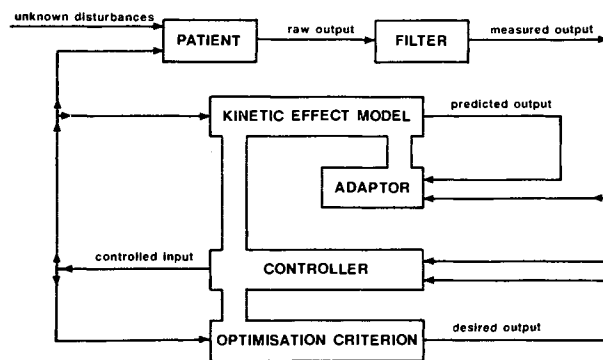 unknown disturbances
PATIENT
raw output
FILTER
measured output
KINETIC EFFECT MODEL
predicted output
ADAPTOR
controlled input
CONTROLLER
OPTIMISATION CRITERION
desired output